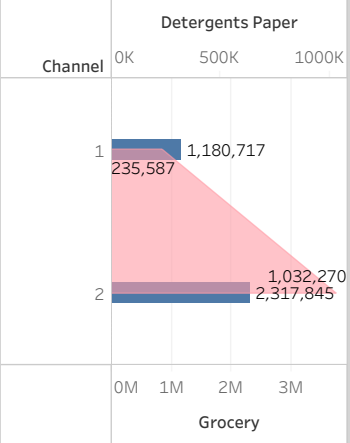 Detergents Paper
Channel
0K 500K 1000K
1
1,180,717
235,587
1,032,270
2
2,317,845
0M 1M 2M 3M
Grocery